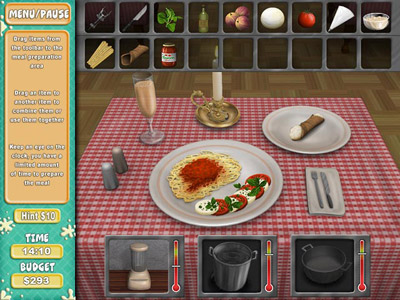 MENU/PAUSE
Drag items from
the toolbar to the
meal preparation
area
Drag an item to
another item to
combine them or
use them together
Keep an eye on the
clock, you have a
limited amount
of time to prepare
the meal
Hint $10
TIME
14:10
BUDGET
$293